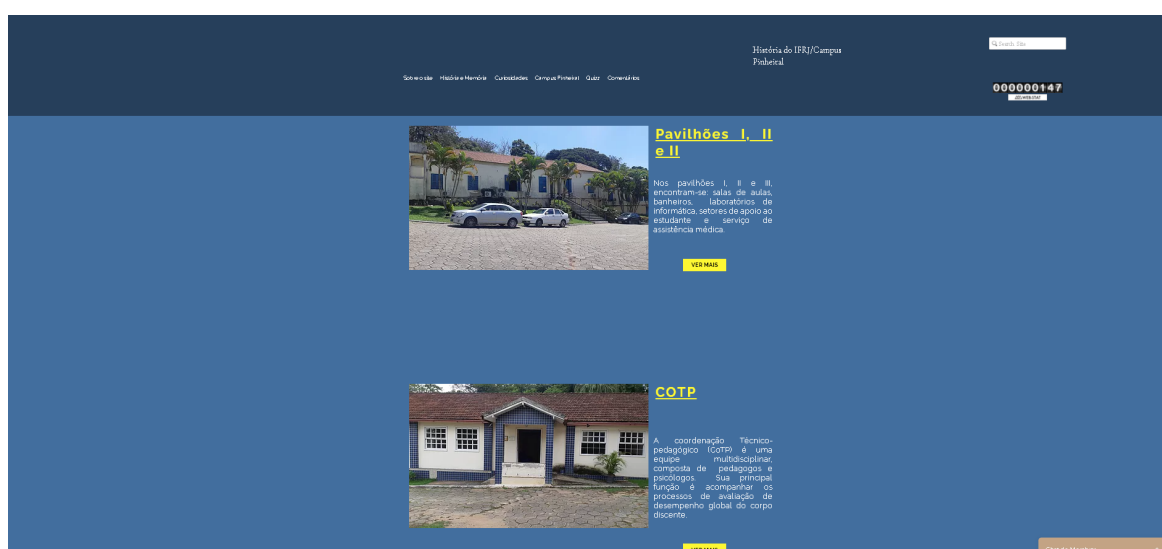 História do IFRJ/Campus
Pinheiral
Search Site
Sobre o site História e Memória Curiosidades Campus Pinheiral Quizz Comentários
000000147
Pavilhões I, II
e II
Nos pavilhões I, II e III,
encontram-se: salas de aulas,
banheiros, laboratórios de
informática, setores de apoio ao
estudante e serviço de
assistência médica.
VER MAIS
COTP
A coordenação Técnico-
pedagógico (CoTP) é uma
equipe multidisciplinar,
composta de pedagogos e
psicólogos. Sua principal
função é acompanhar os
processos de avaliação de
desempenho global do corpo
discente.
VER MAIS